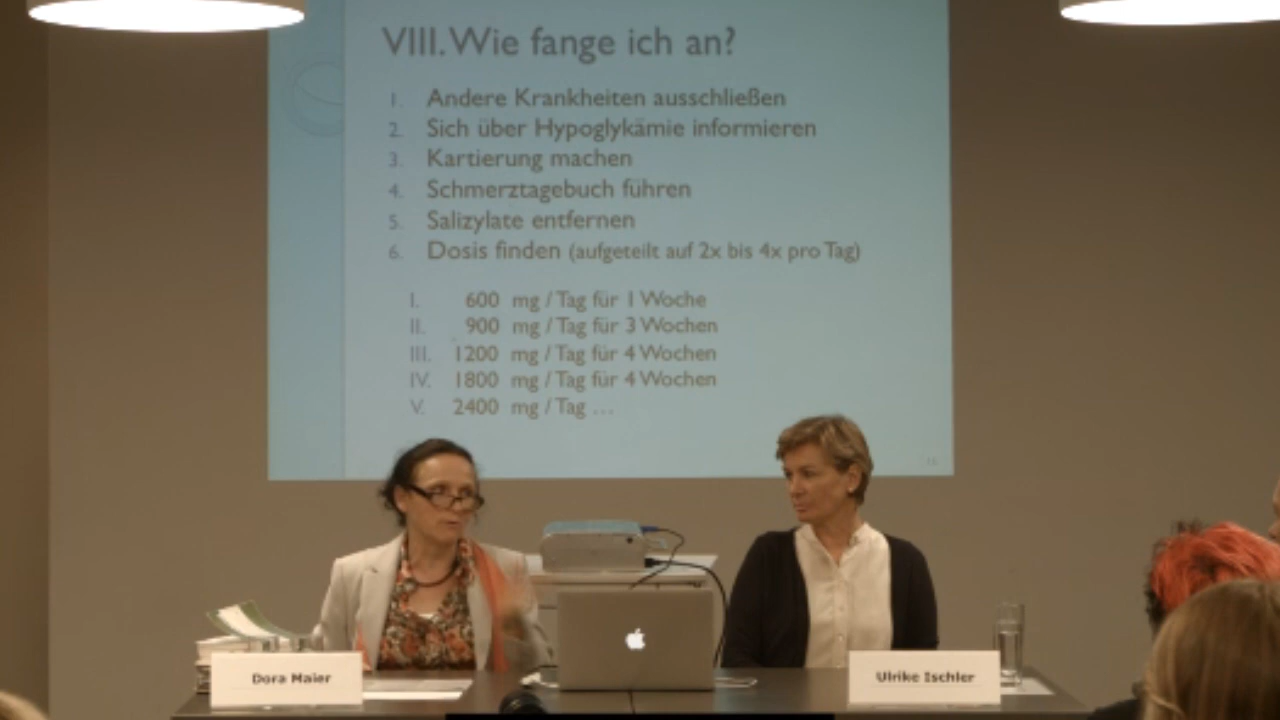 VIII. Wie fange ich an?
1. Andere Krankheiten ausschließen
2. Sich über Hypoglykämie informieren
3. Kartierung machen
4. Schmerztagebuch führen
5. Salizylate entfernen
6. Dosis finden (aufgeteilt auf 2x bis 4x pro Tag)
I. 600 mg / Tag für 1 Woche
II. 900 mg / Tag für 3 Wochen
III. 1200 mg / Tag für 4 Wochen
IV. 1800 mg / Tag für 4 Wochen
V. 2400 mg / Tag ...
Dora Maier
Ulrike Ischler